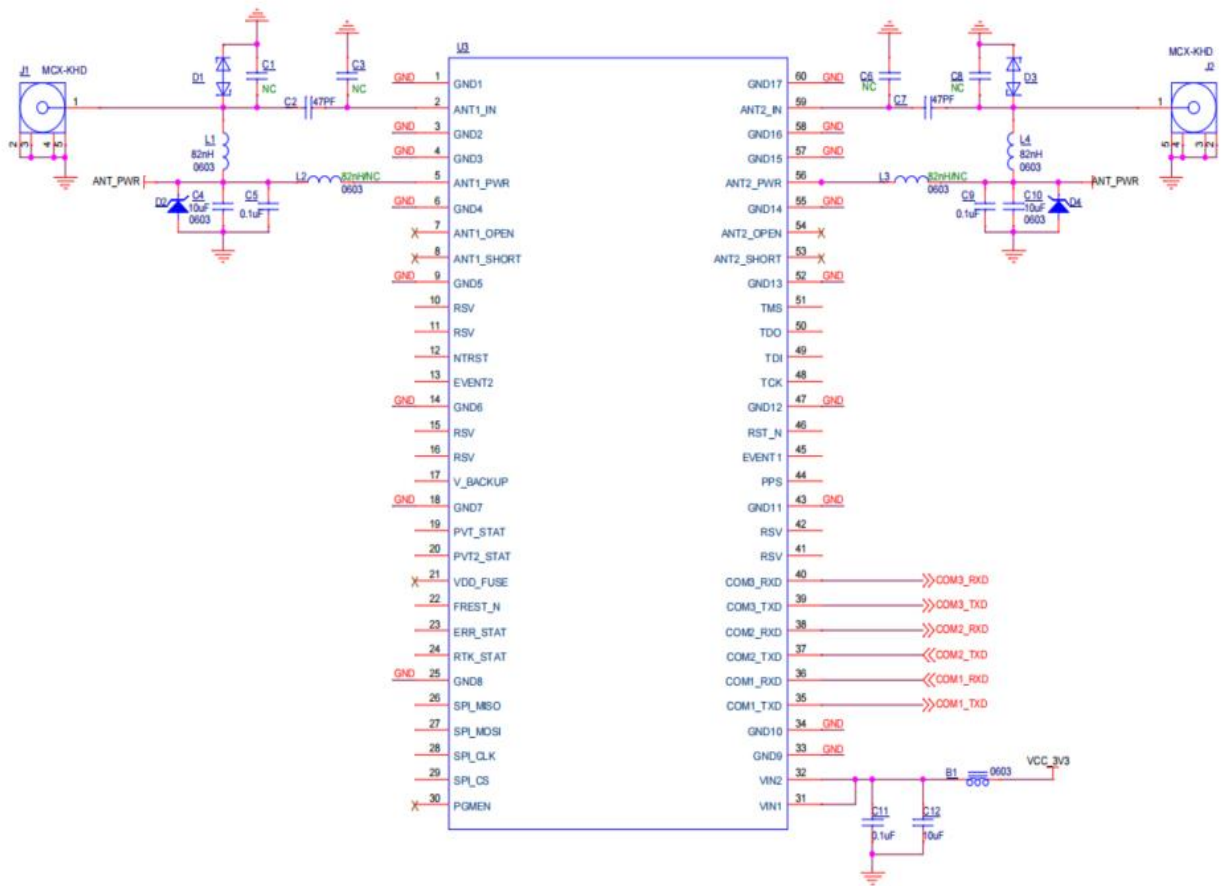 J1
MCX-KHD
1
2
3
4
5
D1
C1
NC
C2
47PF
C3
NC
L1
82nH
0603
ANT_PWR
D2
C4
10uF
0603
C5
0.1uF
L2
82nH/NC
0603
U3
GND 1 GND1
2 ANT1_IN
GND 3 GND2
GND 4 GND3
5 ANT1_PWR
GND 6 GND4
7 ANT1_OPEN
8 ANT1_SHORT
GND 9 GND5
10 RSV
11 RSV
12 NTRST
13 EVENT2
GND 14 GND6
15 RSV
16 RSV
17 V_BACKUP
GND 18 GND7
19 PVT_STAT
20 PVT2_STAT
21 VDD_FUSE
22 FREST_N
23 ERR_STAT
24 RTK_STAT
GND 25 GND8
26 SPI_MISO
27 SPI_MOSI
28 SPI_CLK
29 SPI_CS
30 PGMEN
GND17 60 GND
ANT2_IN 59
GND16 58 GND
GND15 57 GND
ANT2_PWR 56
GND14 55 GND
ANT2_OPEN 54
ANT2_SHORT 53
GND13 52 GND
TMS 51
TDO 50
TDI 49
TCK 48
GND12 47 GND
RST_N 46
EVENT1 45
PPS 44
GND11 43 GND
RSV 42
RSV 41
COM3_RXD 40 COM3_RXD
COM3_TXD 39 COM3_TXD
COM2_RXD 38 COM2_RXD
COM2_TXD 37 COM2_TXD
COM1_RXD 36 COM1_RXD
COM1_TXD 35 COM1_TXD
GND10 34 GND
GND9 33 GND
VIN2 32
VIN1 31
C6
NC
C7
47PF
C8
NC
D3
MCX-KHD
J2
1
5
4
3
2
L4
82nH
0603
L3
82nH/NC
0603
C9
0.1uF
C10
10uF
0603
D4
ANT_PWR
B1
0603
VCC_3V3
C11
0.1uF
C12
10uF